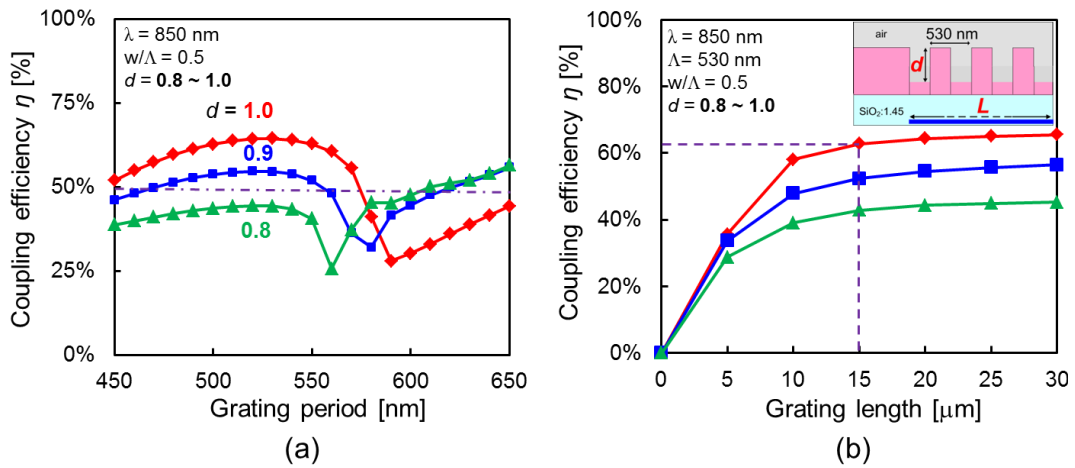 Coupling efficiency η [%]
100%
75%
50%
25%
0%
λ = 850 nm
w/Λ = 0.5
d = 0.8 ~ 1.0
d = 1.0
0.9
0.8
450 500 550 600 650
Grating period [nm]
(a)
Coupling efficiency η [%]
100%
80%
60%
40%
20%
0%
λ = 850 nm
Λ= 530 nm
w/Λ = 0.5
d = 0.8 ~ 1.0
air
530 nm
d
SiO₂:1.45
L
0 5 10 15 20 25 30
Grating length [μm]
(b)